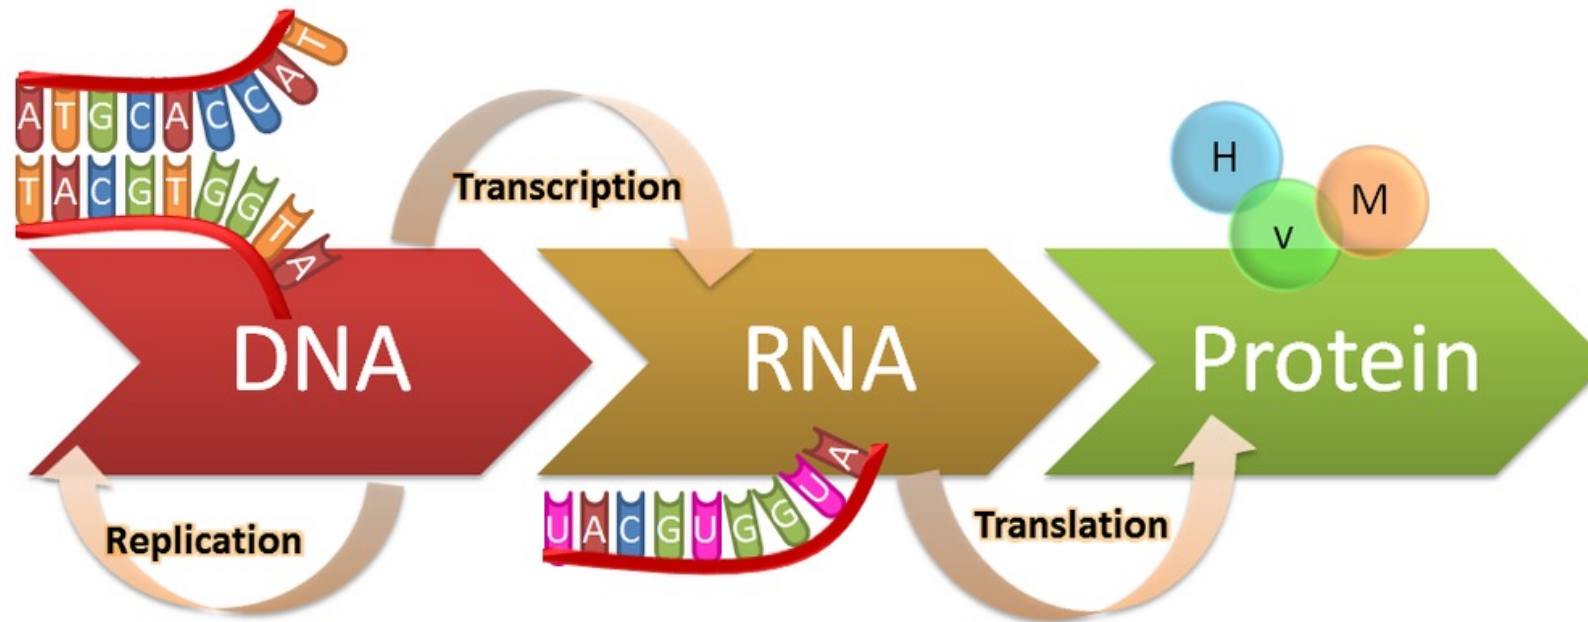 ATGCACCAT
TACGTGGTA
Transcription
H
v
M
DNA
RNA
Protein
Replication
UACGUGGUA
Translation